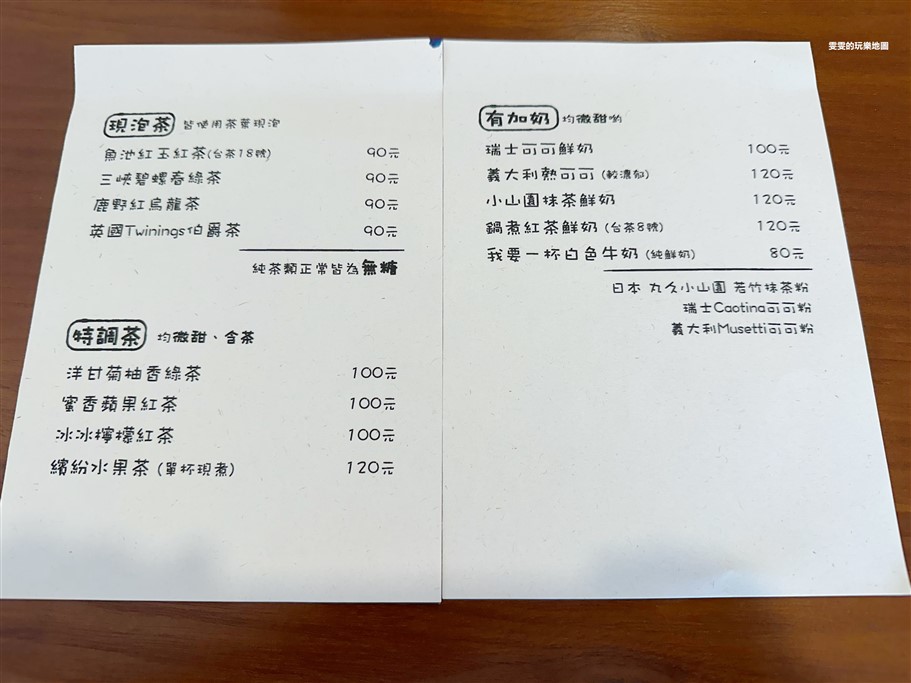 雯雯的玩樂地圖
現泡茶 皆使用茶葉現泡
魚池紅玉紅茶(台茶18號) 90元
三峽碧螺春綠茶 90元
鹿野紅烏龍茶 90元
英國Twinings伯爵茶 90元
純茶類正常皆為無糖
特調茶 均微甜、含茶
洋甘菊柚香綠茶 100元
蜜香蘋果紅茶 100元
冰冰檸檬紅茶 100元
繽紛水果茶(單杯現煮) 120元
有加奶 均微甜喲
瑞士可可鮮奶 100元
義大利熱可可(較濃郁) 120元
小山園抹茶鮮奶 120元
鍋煮紅茶鮮奶(台茶8號) 120元
我要一杯白色牛奶(純鮮奶) 80元
日本 丸久小山園 若竹抹茶粉
瑞士Caotina可可粉
義大利Musetti可可粉